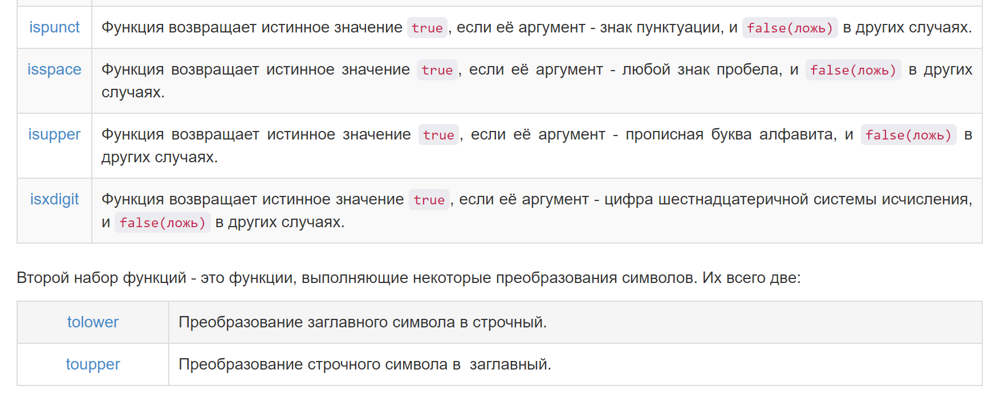 ispunct Функция возвращает истинное значение true, если её аргумент - знак пунктуации, и false(ложь) в других случаях.
isspace Функция возвращает истинное значение true, если её аргумент - любой знак пробела, и false(ложь) в других
случаях.
isupper Функция возвращает истинное значение true, если её аргумент - прописная буква алфавита, и false(ложь) в
других случаях.
isxdigit Функция возвращает истинное значение true, если её аргумент - цифра шестнадцатеричной системы исчисления,
и false(ложь) в других случаях.
Второй набор функций - это функции, выполняющие некоторые преобразования символов. Их всего две:
tolower Преобразование заглавного символа в строчный.
toupper Преобразование строчного символа в  заглавный.